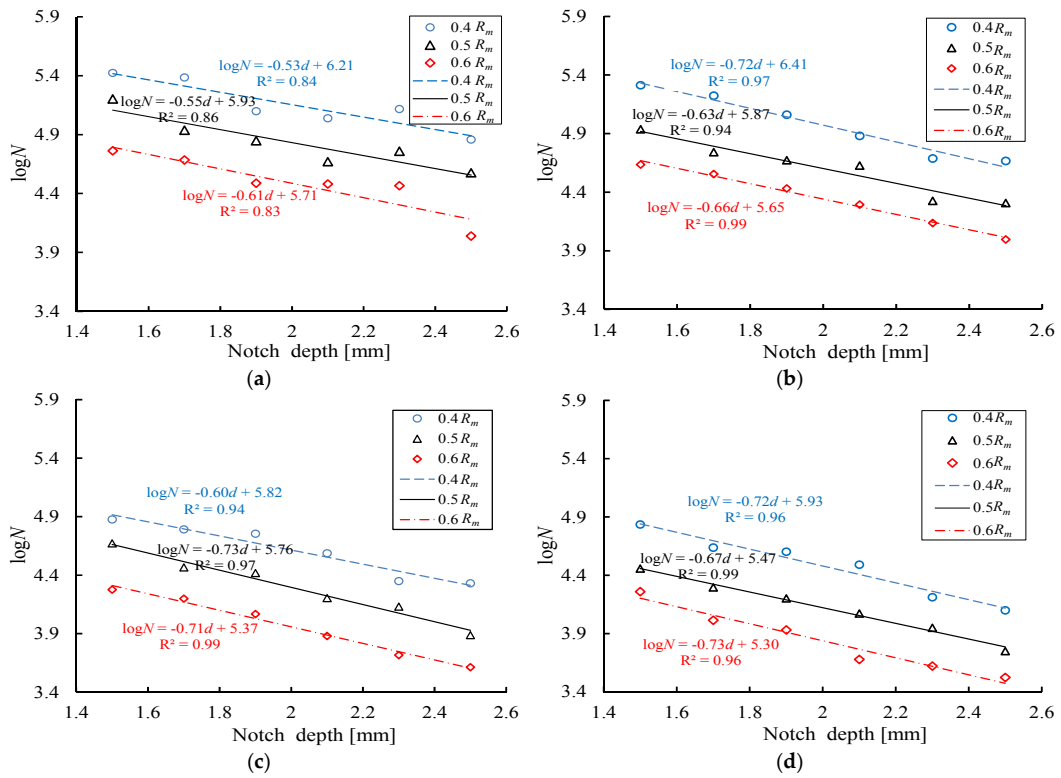 5.9
5.4
4.9
4.4
3.9
3.4
logN
1.4 1.6 1.8 2 2.2 2.4 2.6
Notch depth [mm]
(a)
0.4 Rm
0.5 Rm
0.6 Rm
0.4 Rm
0.5 Rm
0.6 Rm
logN = -0.53d + 6.21
R² = 0.84
logN = -0.55d + 5.93
R² = 0.86
logN = -0.61d + 5.71
R² = 0.83
5.9
5.4
4.9
4.4
3.9
3.4
logN
1.4 1.6 1.8 2 2.2 2.4 2.6
Notch depth [mm]
(b)
0.4Rm
0.5Rm
0.6Rm
0.4Rm
0.5Rm
0.6Rm
logN = -0.72d + 6.41
R² = 0.97
logN = -0.63d + 5.87
R² = 0.94
logN = -0.66d + 5.65
R² = 0.99
5.9
5.4
4.9
4.4
3.9
3.4
logN
1.4 1.6 1.8 2 2.2 2.4 2.6
Notch depth [mm]
(c)
0.4Rm
0.5Rm
0.6Rm
0.4Rm
0.5Rm
0.6Rm
logN = -0.60d + 5.82
R² = 0.94
logN = -0.73d + 5.76
R² = 0.97
logN = -0.71d + 5.37
R² = 0.99
5.9
5.4
4.9
4.4
3.9
3.4
logN
1.4 1.6 1.8 2 2.2 2.4 2.6
Notch depth [mm]
(d)
0.4Rm
0.5Rm
0.6Rm
0.4Rm
0.5Rm
0.6Rm
logN = -0.72d + 5.93
R² = 0.96
logN = -0.67d + 5.47
R² = 0.99
logN = -0.73d + 5.30
R² = 0.96